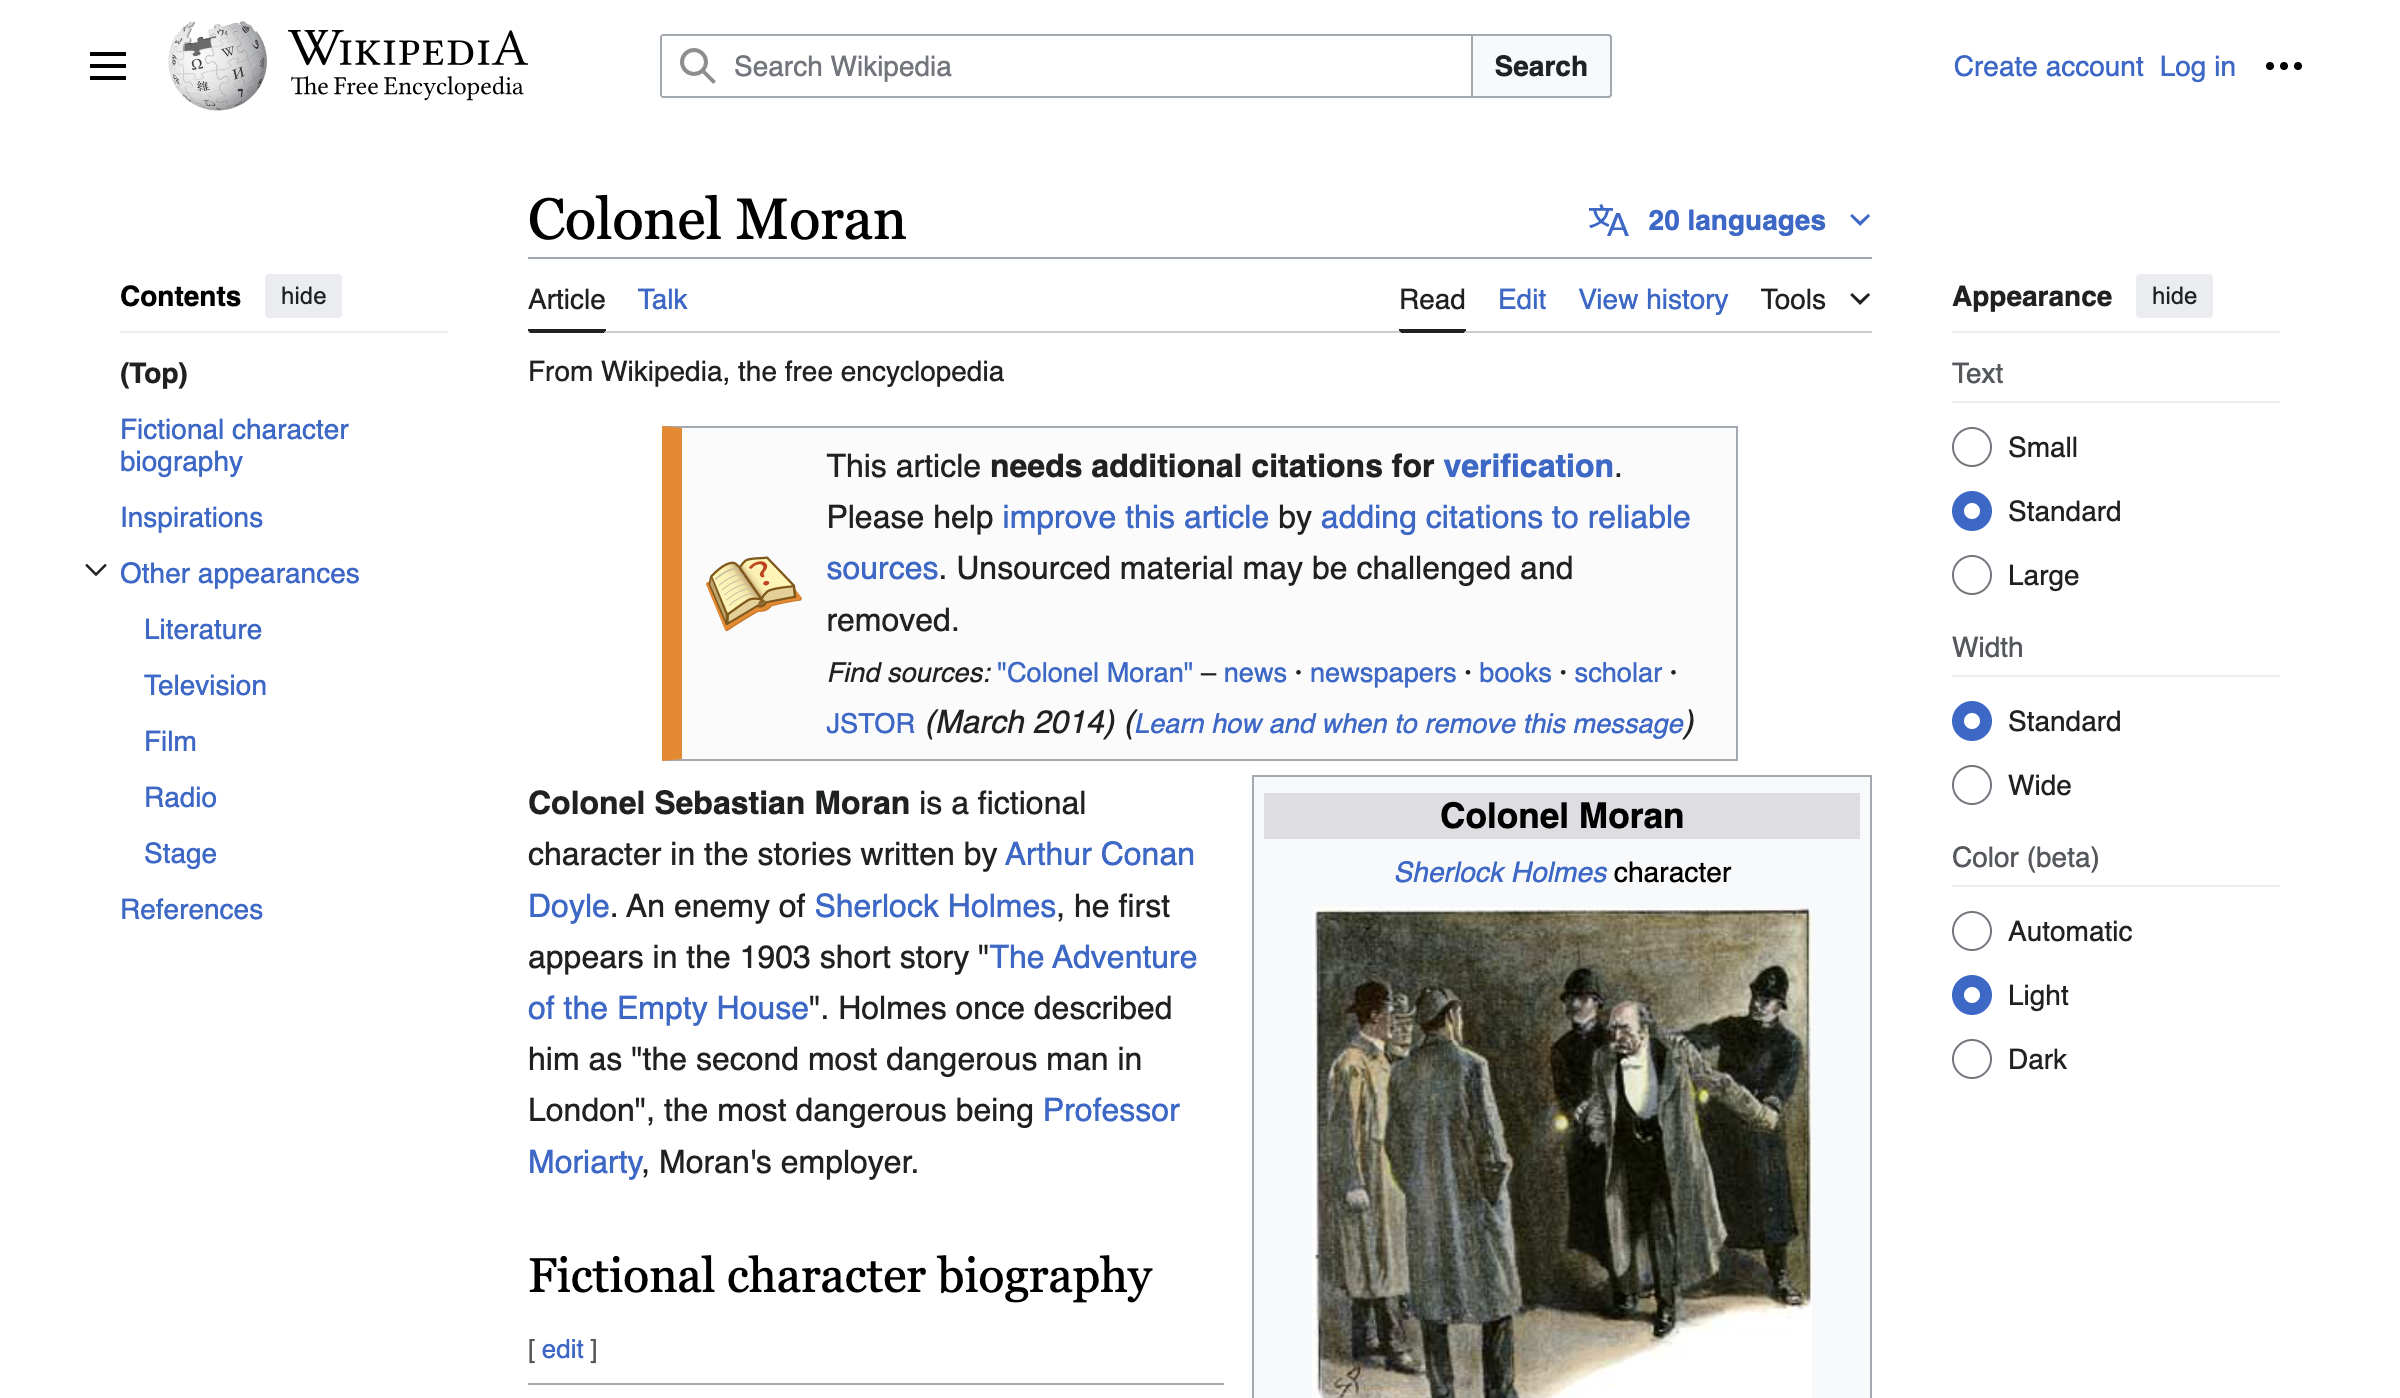 WIKIPEDIA
The Free Encyclopedia
Search Wikipedia
Search
Create account Log in
Colonel Moran
20 languages
Contents hide
(Top)
Fictional character
biography
Inspirations
Other appearances
Literature
Television
Film
Radio
Stage
References
Article Talk
Read Edit View history Tools
From Wikipedia, the free encyclopedia
This article needs additional citations for verification.
Please help improve this article by adding citations to reliable
sources. Unsourced material may be challenged and
removed.
Find sources: "Colonel Moran" – news · newspapers · books · scholar ·
JSTOR (March 2014) (Learn how and when to remove this message)
Colonel Sebastian Moran is a fictional
character in the stories written by Arthur Conan
Doyle. An enemy of Sherlock Holmes, he first
appears in the 1903 short story "The Adventure
of the Empty House". Holmes once described
him as "the second most dangerous man in
London", the most dangerous being Professor
Moriarty, Moran's employer.
Fictional character biography
[ edit ]
Colonel Moran
Sherlock Holmes character
Appearance hide
Text
Small
Standard
Large
Width
Standard
Wide
Color (beta)
Automatic
Light
Dark